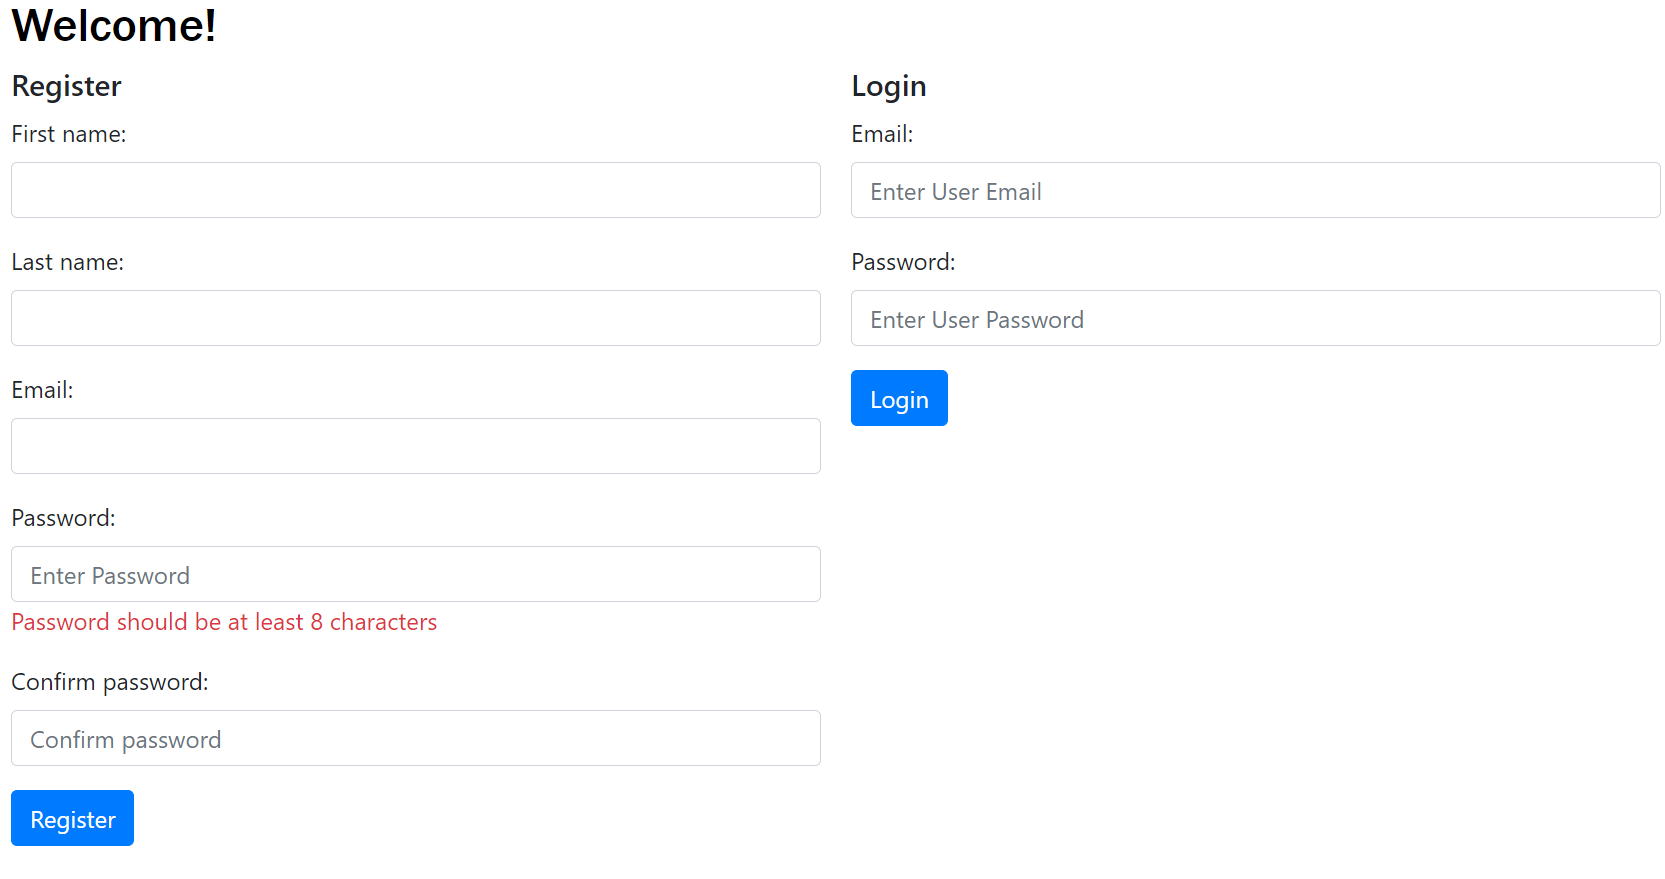 Welcome!
Register
First name:
Last name:
Email:
Password:
Enter Password
Password should be at least 8 characters
Confirm password:
Confirm password
Register
Login
Email:
Enter User Email
Password:
Enter User Password
Login